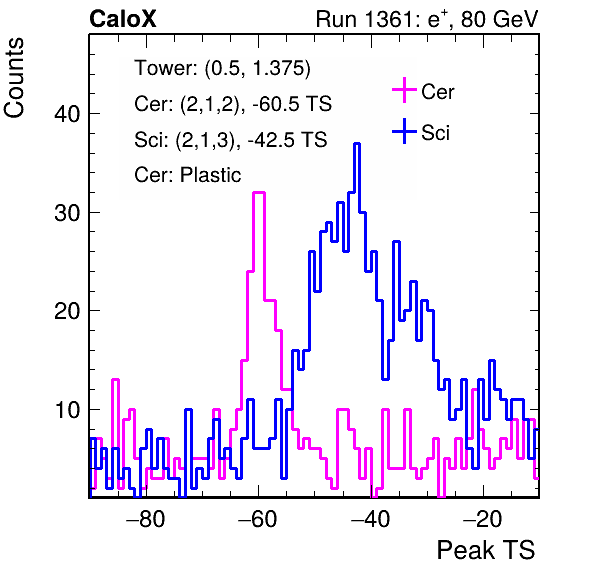 CaloX Run 1361: e⁺, 80 GeV
Counts
Tower: (0.5, 1.375)
Cer: (2,1,2), -60.5 TS
Sci: (2,1,3), -42.5 TS
Cer: Plastic
Cer
Sci
40
30
20
10
−80 −60 −40 −20
Peak TS